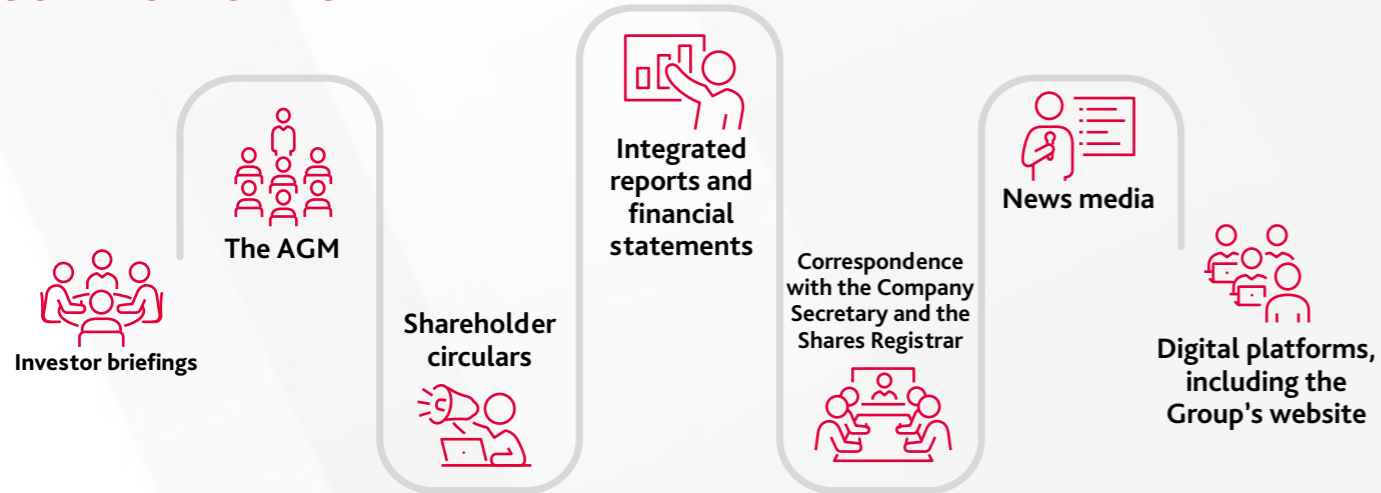 Investor briefings
The AGM
Shareholder
circulars
Integrated
reports and
financial
statements
Correspondence
with the Company
Secretary and the
Shares Registrar
News media
Digital platforms,
including the
Group's website